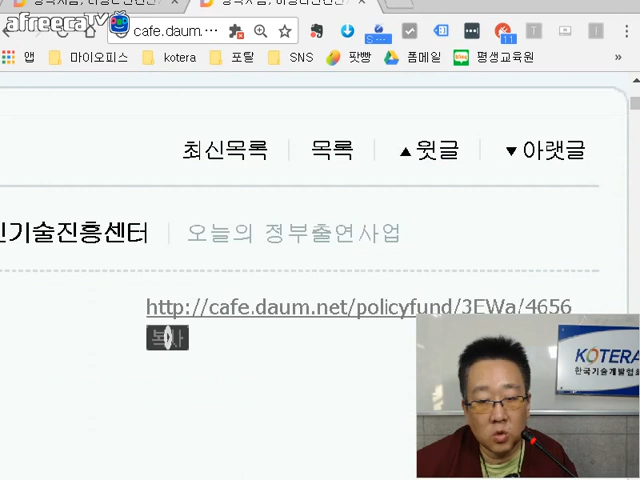 afreecaTV
cafe.daum.…
앱 마이오피스 kotera 포탈 SNS 팟빵 폼메일 평생교육원 »
최신목록 목록 ▲윗글 ▼아랫글
기술진흥센터 오늘의 정부출연사업
http://cafe.daum.net/policyfund/3EWa/4656
복사
KOTERA
한국기술개발협회